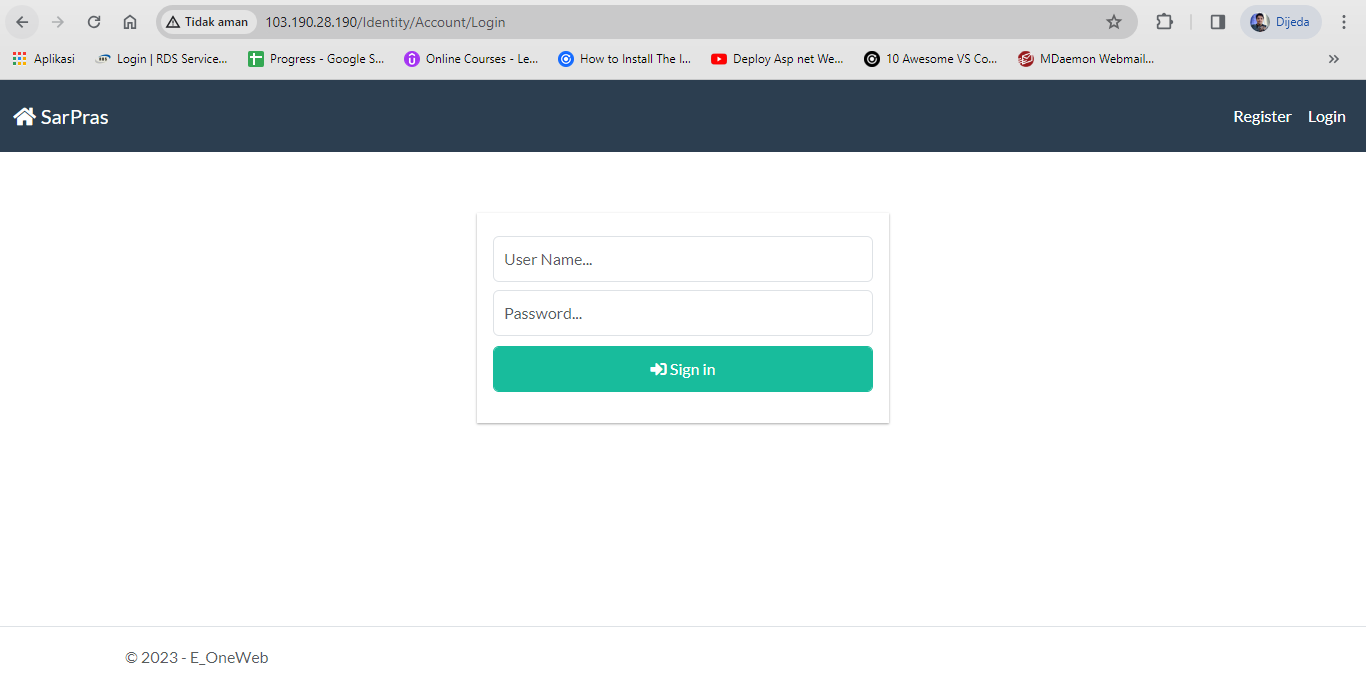 Tidak aman 103.190.28.190/Identity/Account/Login Dijeda
Aplikasi Login | RDS Service... Progress - Google S... Online Courses - Le... How to Install The I... Deploy Asp net We... 10 Awesome VS Co... MDaemon Webmail...
SarPras Register Login
User Name...
Password...
Sign in
© 2023 - E_OneWeb